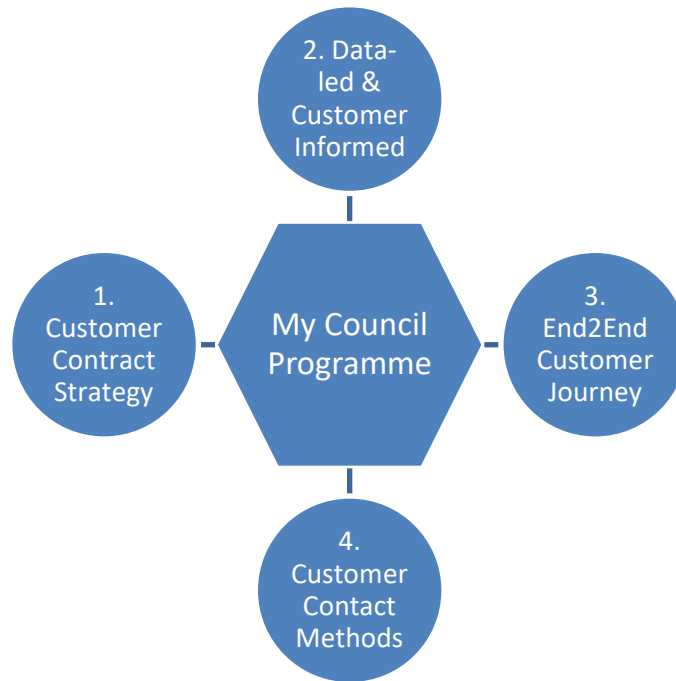 2. Data-
led &
Customer
Informed
1.
Customer
Contract
Strategy
My Council
Programme
3.
End2End
Customer
Journey
4.
Customer
Contact
Methods